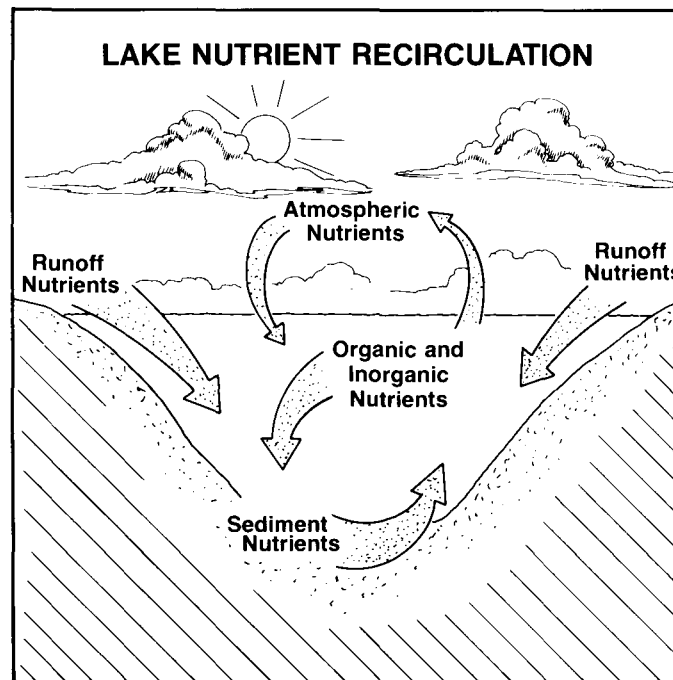 LAKE NUTRIENT RECIRCULATION
Atmospheric
Nutrients
Runoff
Nutrients
Runoff
Nutrients
Organic and
Inorganic
Nutrients
Sediment
Nutrients